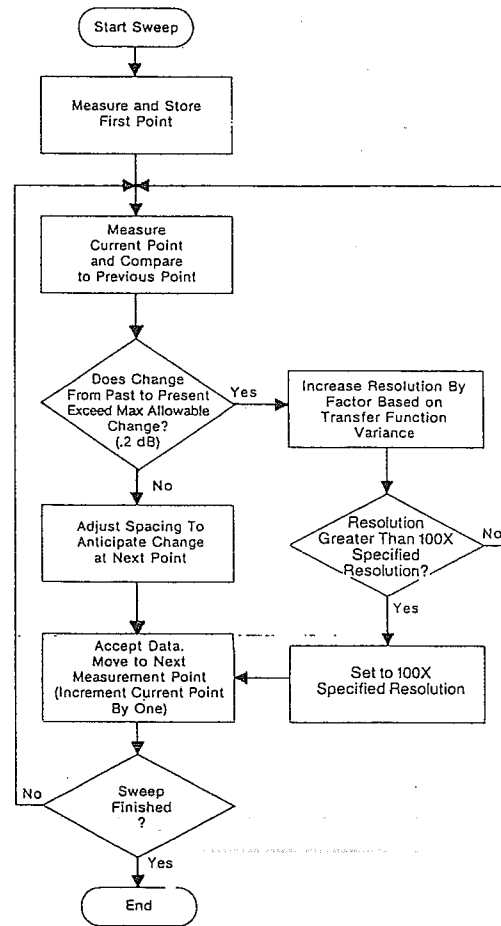 Start Sweep
Measure and Store
First Point
Measure
Current Point
and Compare
to Previous Point
Does Change
From Past to Present
Exceed Max Allowable
Change?
(.2 dB)
Yes
Increase Resolution By
Factor Based on
Transfer Function
Variance
No
Adjust Spacing To
Anticipate Change
at Next Point
Resolution
Greater Than 100X
Specified
Resolution?
No
Yes
Accept Data.
Move to Next
Measurement Point
(Increment Current Point
By One)
Set to 100X
Specified Resolution
No
Sweep
Finished
?
Yes
End